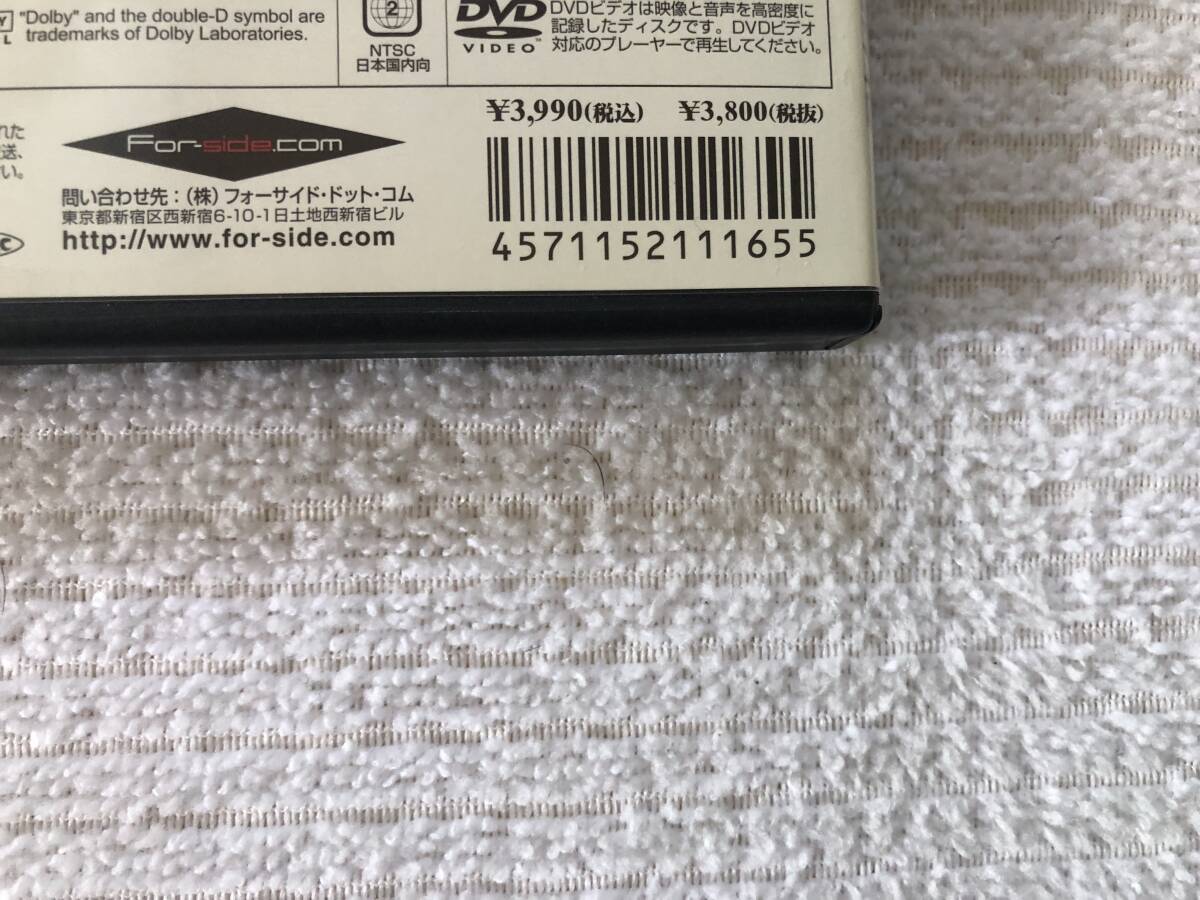 Y "Dolby" and the double-D symbol are
L trademarks of Dolby Laboratories.
2
NTSC
日本国内向
DVD
VIDEO™
DVDビデオは映像と音声を高密度に
記録したディスクです。DVDビデオ
対応のプレーヤーで再生してください。
れた
送、
い。
For-side.com
問い合わせ先:(株)フォーサイド・ドット・コム
東京都新宿区西新宿6-10-1日土地西新宿ビル
http://www.for-side.com
¥3,990(税込) ¥3,800(税抜)
4571152111655